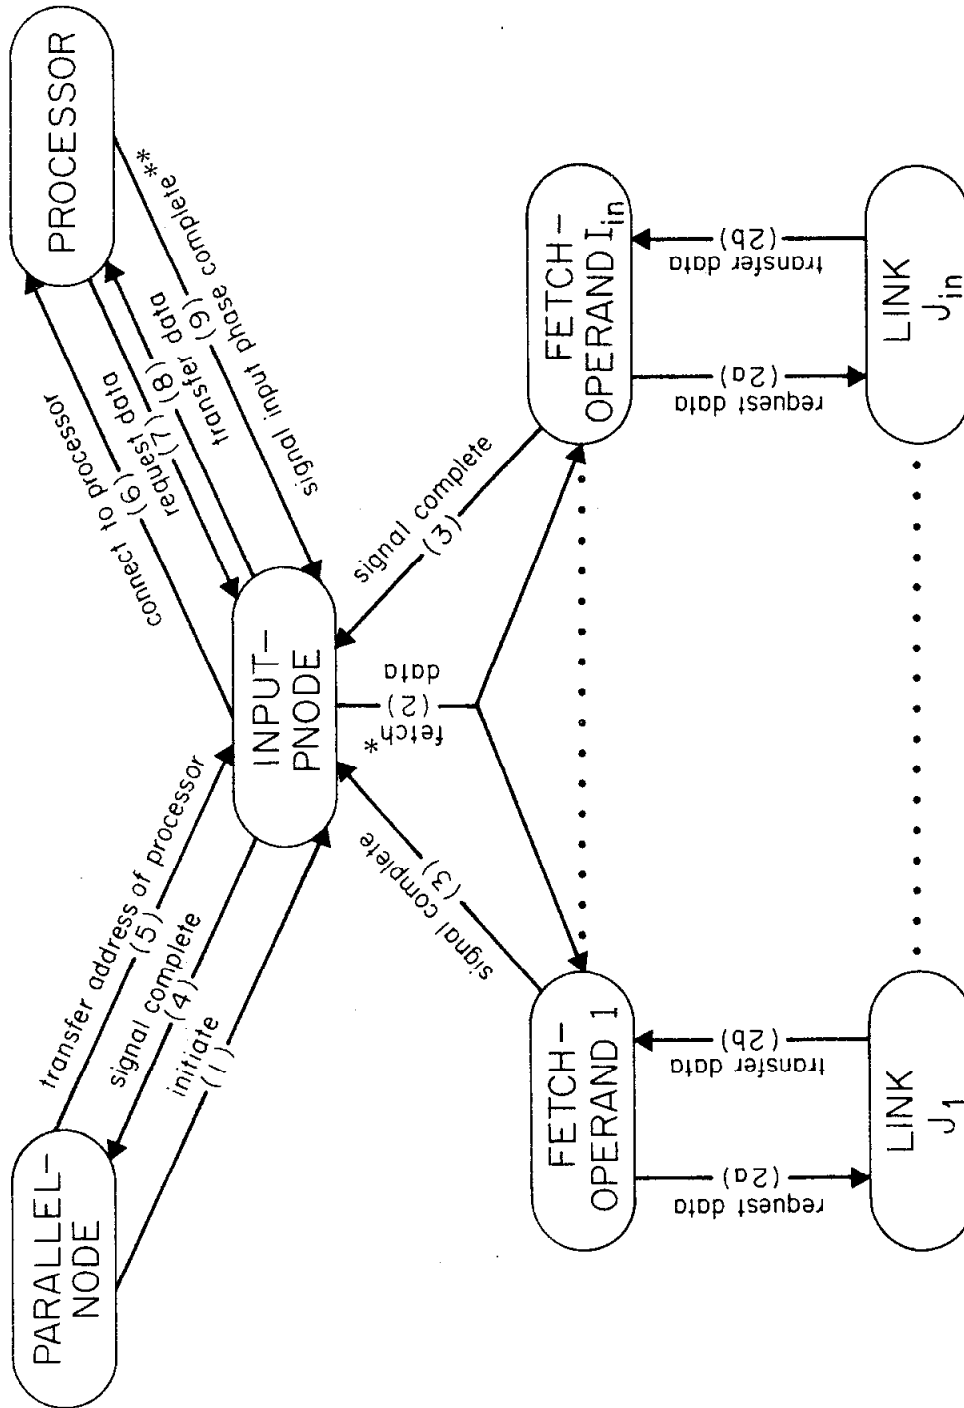 PARALLEL-
NODE
PROCESSOR
transfer address of processor
(5)
signal complete
(4)
initiate
(1)
connect to processor
(6)
request data
(7)
(8)
transfer data
(9)
signal input phase complete**
INPUT-
PNODE
fetch*
(2)
data
signal complete
(3)
signal complete
(3)
FETCH-
OPERAND 1
FETCH-
OPERAND I_in
request data
(2a)
transfer data
(2b)
request data
(2a)
transfer data
(2b)
LINK
J_1
LINK
J_in